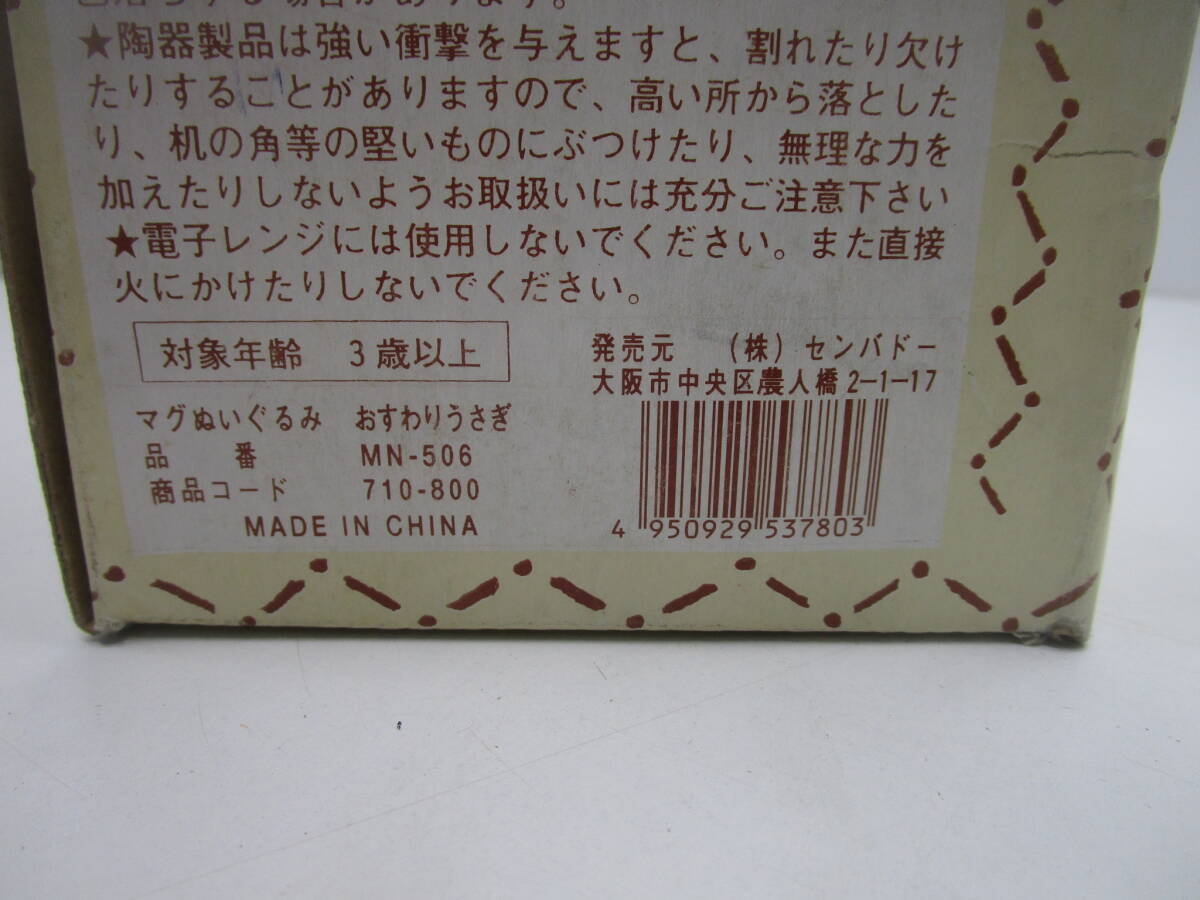 する場合があります。
★陶器製品は強い衝撃を与えますと、割れたり欠け
たりすることがありますので、高い所から落とした
り、机の角等の堅いものにぶつけたり、無理な力を
加えたりしないようお取扱いには充分ご注意下さい
★電子レンジには使用しないでください。また直接
火にかけたりしないでください。
対象年齢 3歳以上
発売元 (株)センバドー
大阪市中央区農人橋2-1-17
マグぬいぐるみ おすわりうさぎ
品番 MN-506
商品コード 710-800
MADE IN CHINA
4 950929 537803